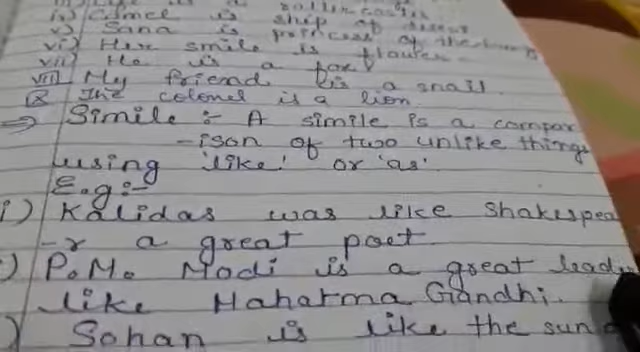 roller coaster
iv) Camel is ship of desert
v) Sana is princess of the
vi) Her smile is flower.
vii) He is a fox
viii) My friend is a snail.
ix The colonel is a lion.
⇒ Simile :- A simile is a compar
-ison of two unlike things
using 'like' or 'as'.
E.g:-
i) Kalidas was like Shakespea
-r a great poet.
) P.M. Modi is a great lead
like Mahatma Gandhi.
) Sohan is like the sun